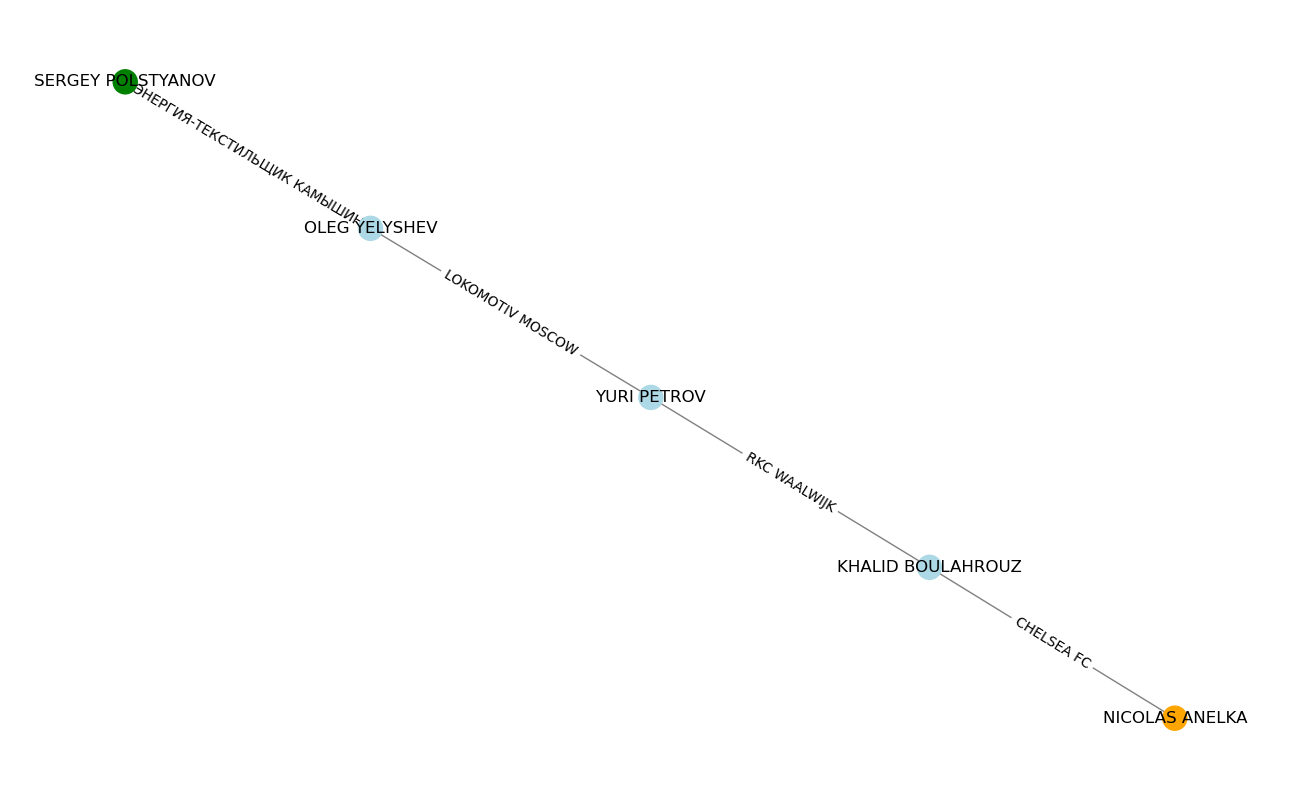 SERGEY POLSTYANOV
ЭНЕРГИЯ-ТЕКСТИЛЬЩИК КАМЫШИН
OLEG YELYSHEV
LOKOMOTIV MOSCOW
YURI PETROV
RKC WAALWIJK
KHALID BOULAHROUZ
CHELSEA FC
NICOLAS ANELKA